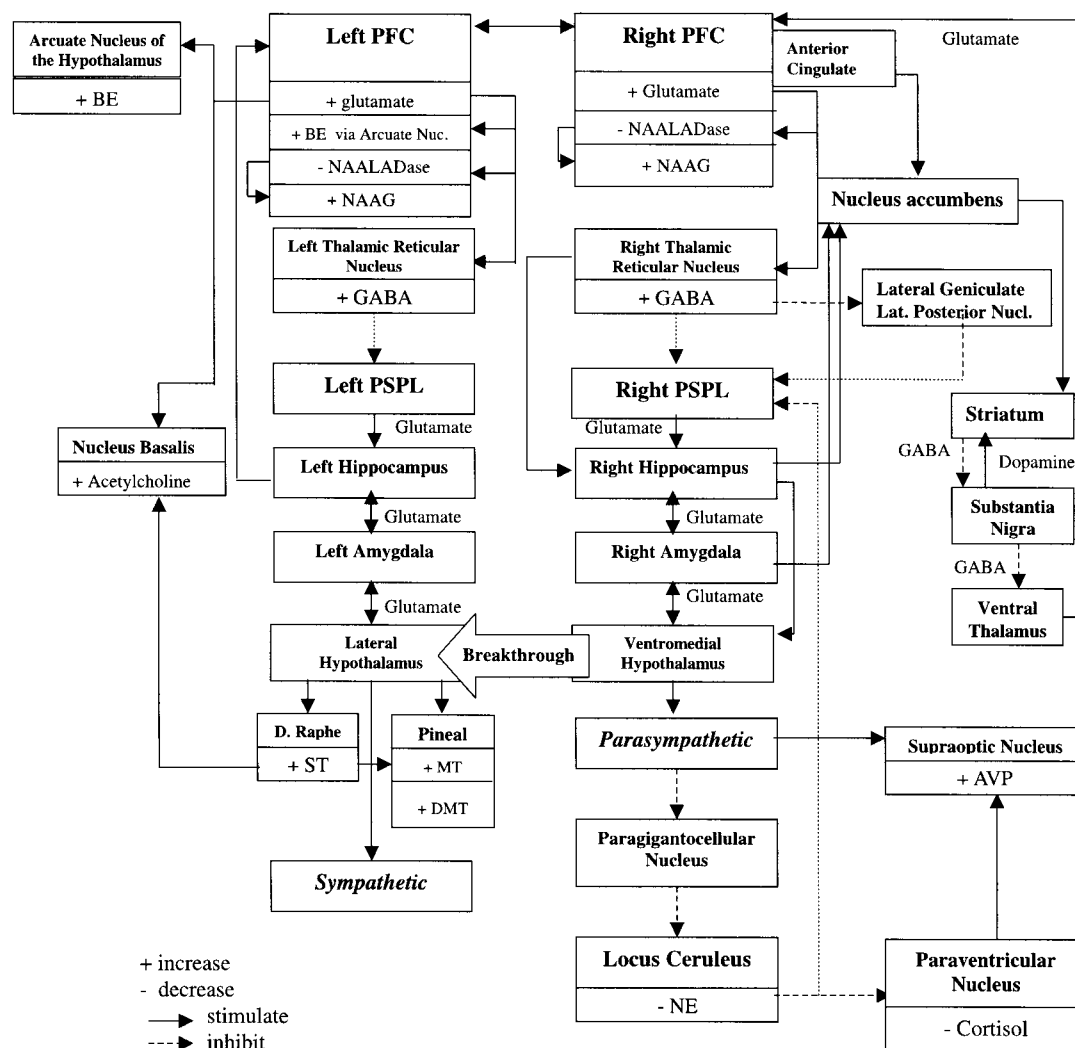 Arcuate Nucleus of
the Hypothalamus
+ BE
Left PFC
+ glutamate
+ BE via Arcuate Nuc.
- NAALADase
+ NAAG
Right PFC
+ Glutamate
- NAALADase
+ NAAG
Anterior
Cingulate
Glutamate
Nucleus accumbens
Left Thalamic Reticular
Nucleus
+ GABA
Right Thalamic
Reticular Nucleus
+ GABA
Lateral Geniculate
Lat. Posterior Nucl.
Left PSPL
Glutamate
Right PSPL
Glutamate
Striatum
GABA
Dopamine
Nucleus Basalis
+ Acetylcholine
Left Hippocampus
Glutamate
Right Hippocampus
Glutamate
Substantia
Nigra
GABA
Left Amygdala
Glutamate
Right Amygdala
Glutamate
Ventral
Thalamus
Lateral
Hypothalamus
Breakthrough
Ventromedial
Hypothalamus
D. Raphe
+ ST
Pineal
+ MT
+ DMT
Parasympathetic
Supraoptic Nucleus
+ AVP
Paragigantocellular
Nucleus
Sympathetic
Locus Ceruleus
- NE
Paraventricular
Nucleus
- Cortisol
+ increase
- decrease
stimulate
inhibit